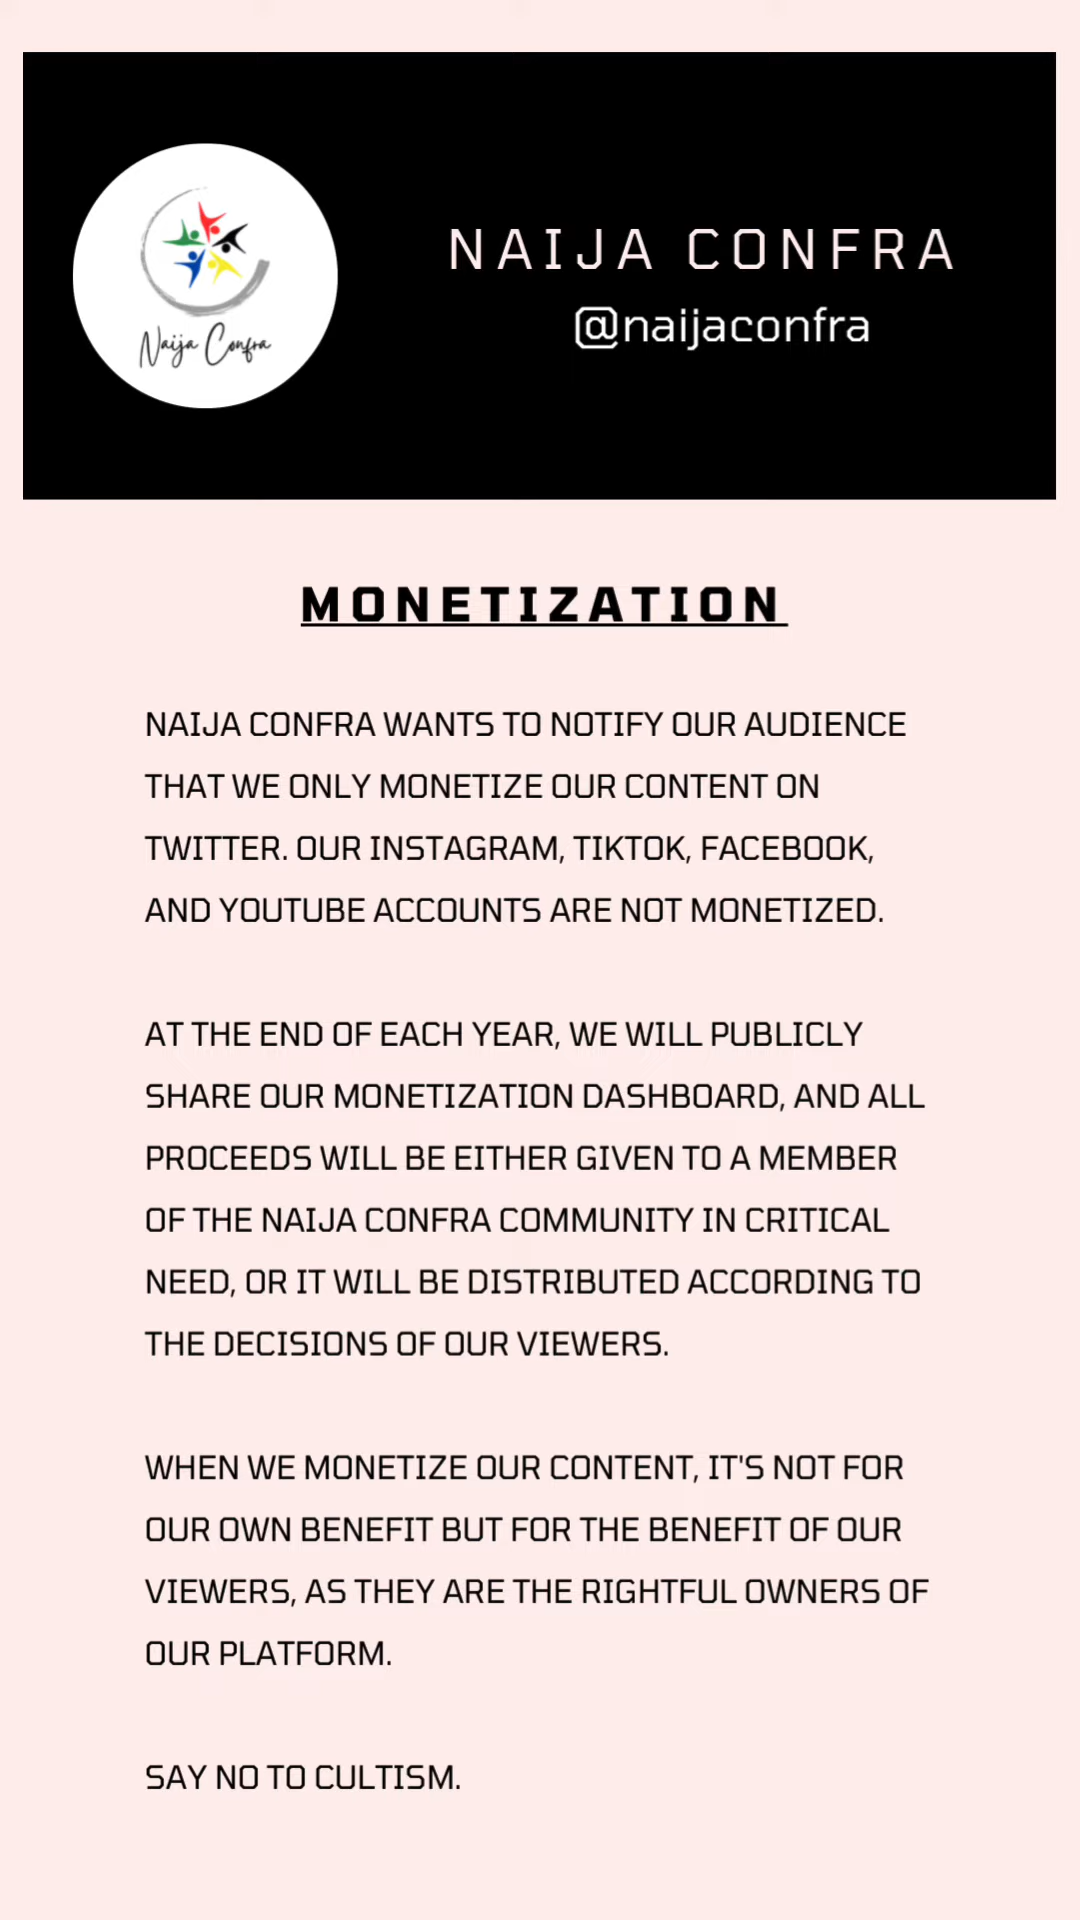 Naija Confra
NAIJA CONFRA
@naijaconfra
MONETIZATION
NAIJA CONFRA WANTS TO NOTIFY OUR AUDIENCE
THAT WE ONLY MONETIZE OUR CONTENT ON
TWITTER. OUR INSTAGRAM, TIKTOK, FACEBOOK,
AND YOUTUBE ACCOUNTS ARE NOT MONETIZED.
AT THE END OF EACH YEAR, WE WILL PUBLICLY
SHARE OUR MONETIZATION DASHBOARD, AND ALL
PROCEEDS WILL BE EITHER GIVEN TO A MEMBER
OF THE NAIJA CONFRA COMMUNITY IN CRITICAL
NEED, OR IT WILL BE DISTRIBUTED ACCORDING TO
THE DECISIONS OF OUR VIEWERS.
WHEN WE MONETIZE OUR CONTENT, IT'S NOT FOR
OUR OWN BENEFIT BUT FOR THE BENEFIT OF OUR
VIEWERS, AS THEY ARE THE RIGHTFUL OWNERS OF
OUR PLATFORM.
SAY NO TO CULTISM.